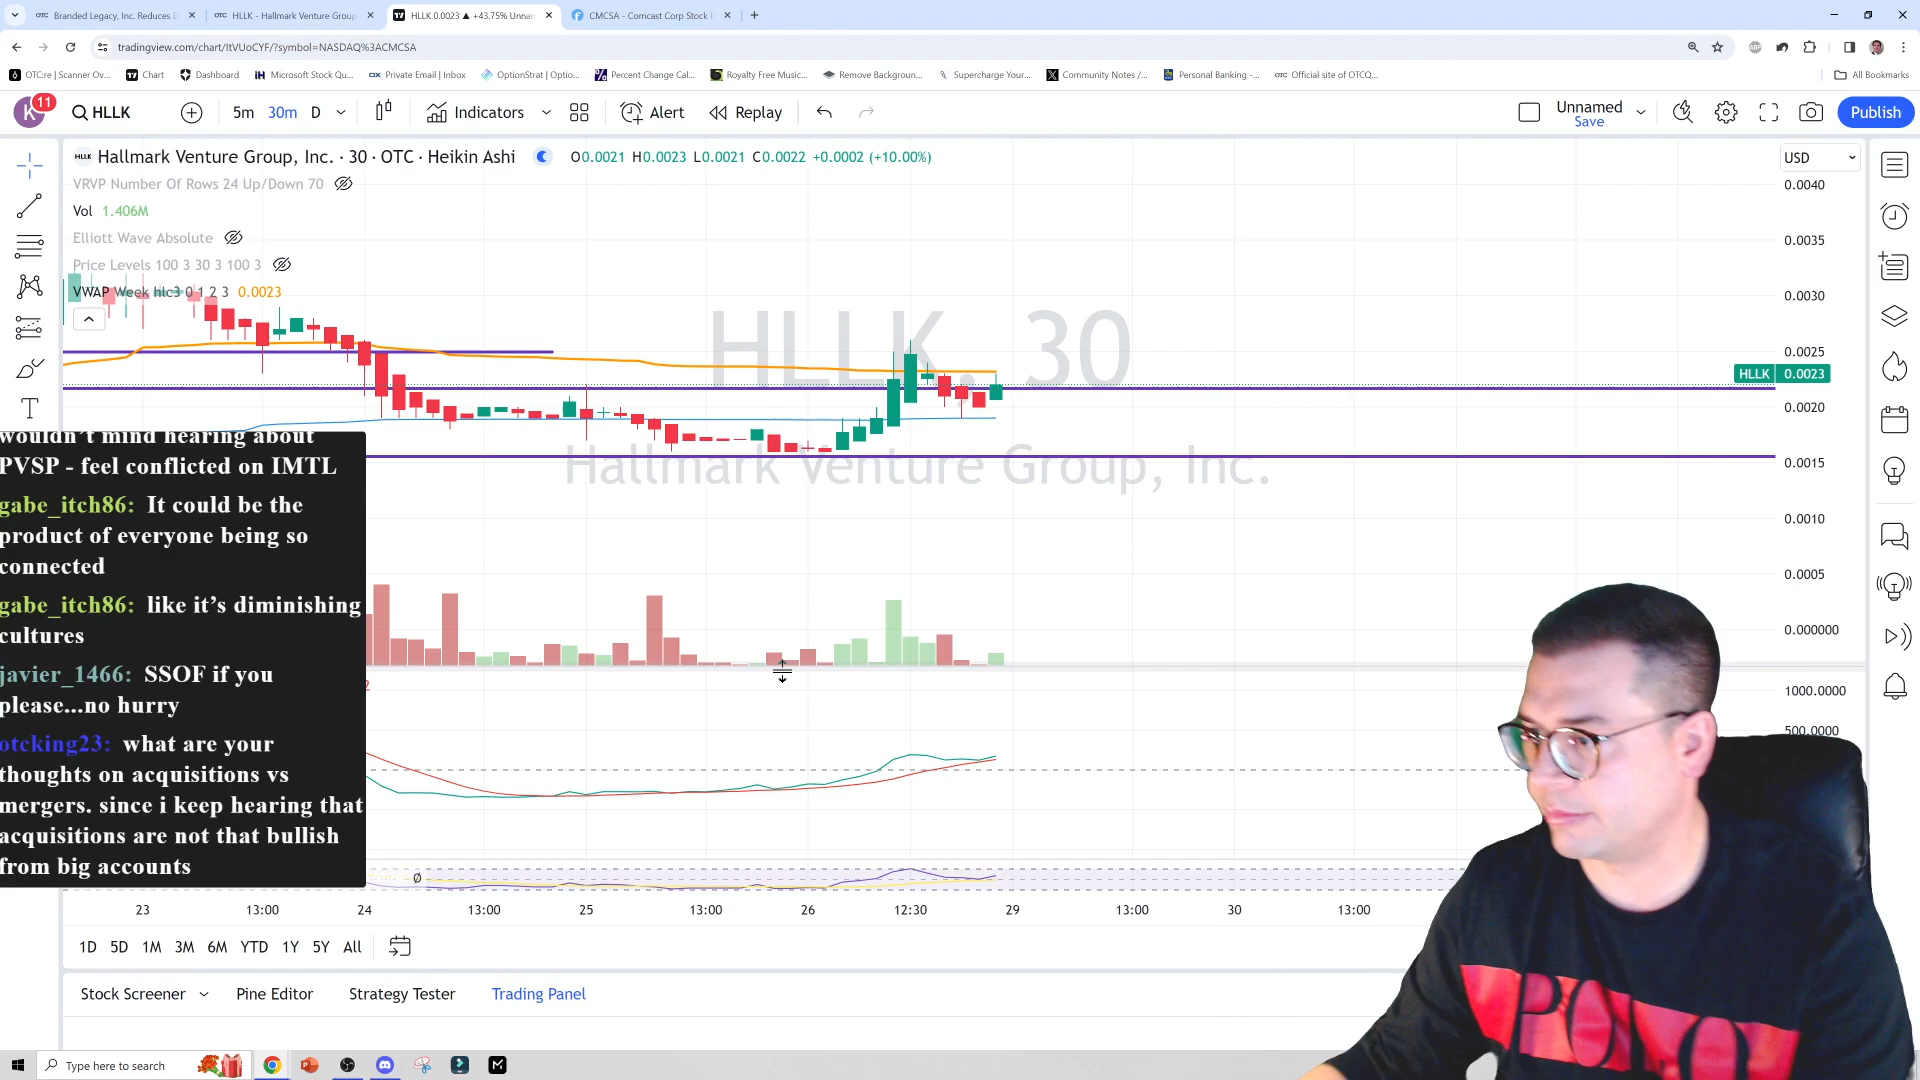 Branded Legacy, Inc. Reduces D
HLLK - Hallmark Venture Group
HLLK 0.0023 ▲ +43.75% Unnan
CMCSA - Comcast Corp Stock P
tradingview.com/chart/ItVUoCYF/?symbol=NASDAQ%3ACMCSA
OTC:re | Scanner Ov...
Chart
Dashboard
Microsoft Stock Qu...
Private Email | Inbox
OptionStrat | Optio...
Percent Change Cal...
Royalty Free Music...
Remove Backgroun...
Supercharge Your...
Community Notes /...
Personal Banking -...
Official site of OTCQ...
All Bookmarks
K 11
HLLK
5m 30m D
Indicators
Alert
Replay
Unnamed
Save
Publish
Hallmark Venture Group, Inc. · 30 · OTC · Heikin Ashi
O0.0021 H0.0023 L0.0021 C0.0022 +0.0002 (+10.00%)
USD
VRVP Number Of Rows 24 Up/Down 70
Vol 1.406M
Elliott Wave Absolute
Price Levels 100 3 30 3 100 3
VWAP Week hlc3 0 1 2 3 0.0023
HLLK, 30
Hallmark Venture Group, Inc.
0.0040
0.0035
0.0030
0.0025
HLLK 0.0023
0.0020
0.0015
0.0010
0.0005
0.000000
1000.0000
500.0000
wouldn't mind hearing about
PVSP - feel conflicted on IMTL
gabe_itch86: It could be the
product of everyone being so
connected
gabe_itch86: like it's diminishing
cultures
javier_1466: SSOF if you
please...no hurry
otcking23: what are your
thoughts on acquisitions vs
mergers. since i keep hearing that
acquisitions are not that bullish
from big accounts
2
Ø
23 13:00 24 13:00 25 13:00 26 12:30 29 13:00 30 13:00
1D 5D 1M 3M 6M YTD 1Y 5Y All
Stock Screener
Pine Editor
Strategy Tester
Trading Panel
POLO
Type here to search